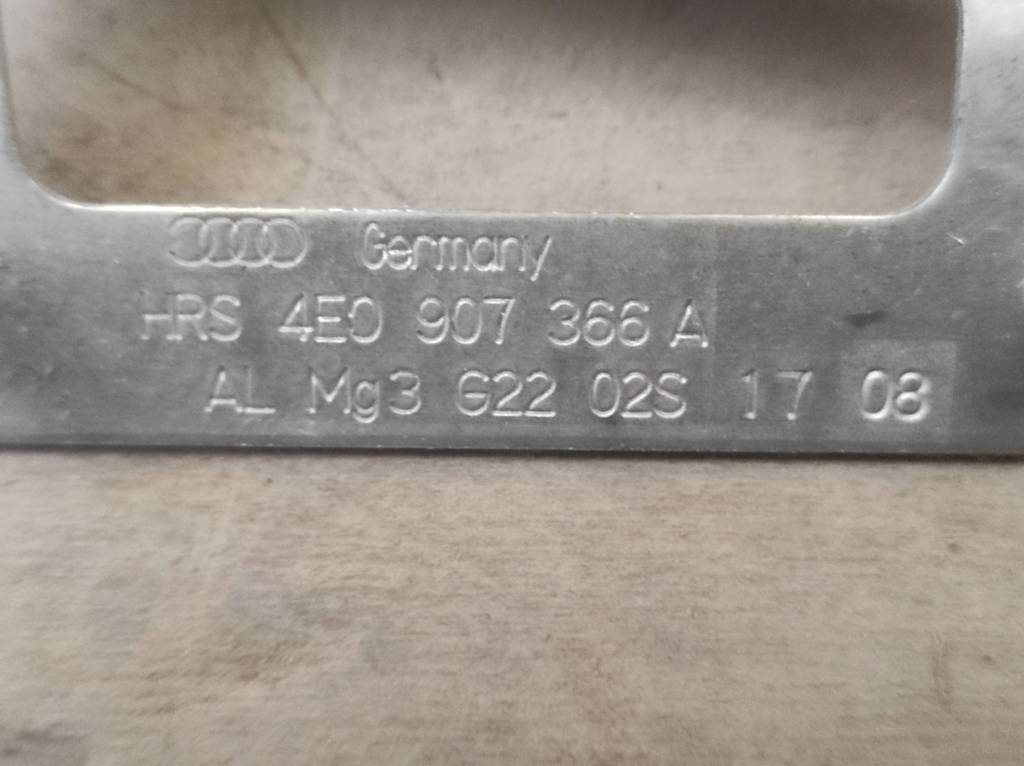 Germany
HRS 4E0 907 366 A
AL Mg3 G22 02S 17 08